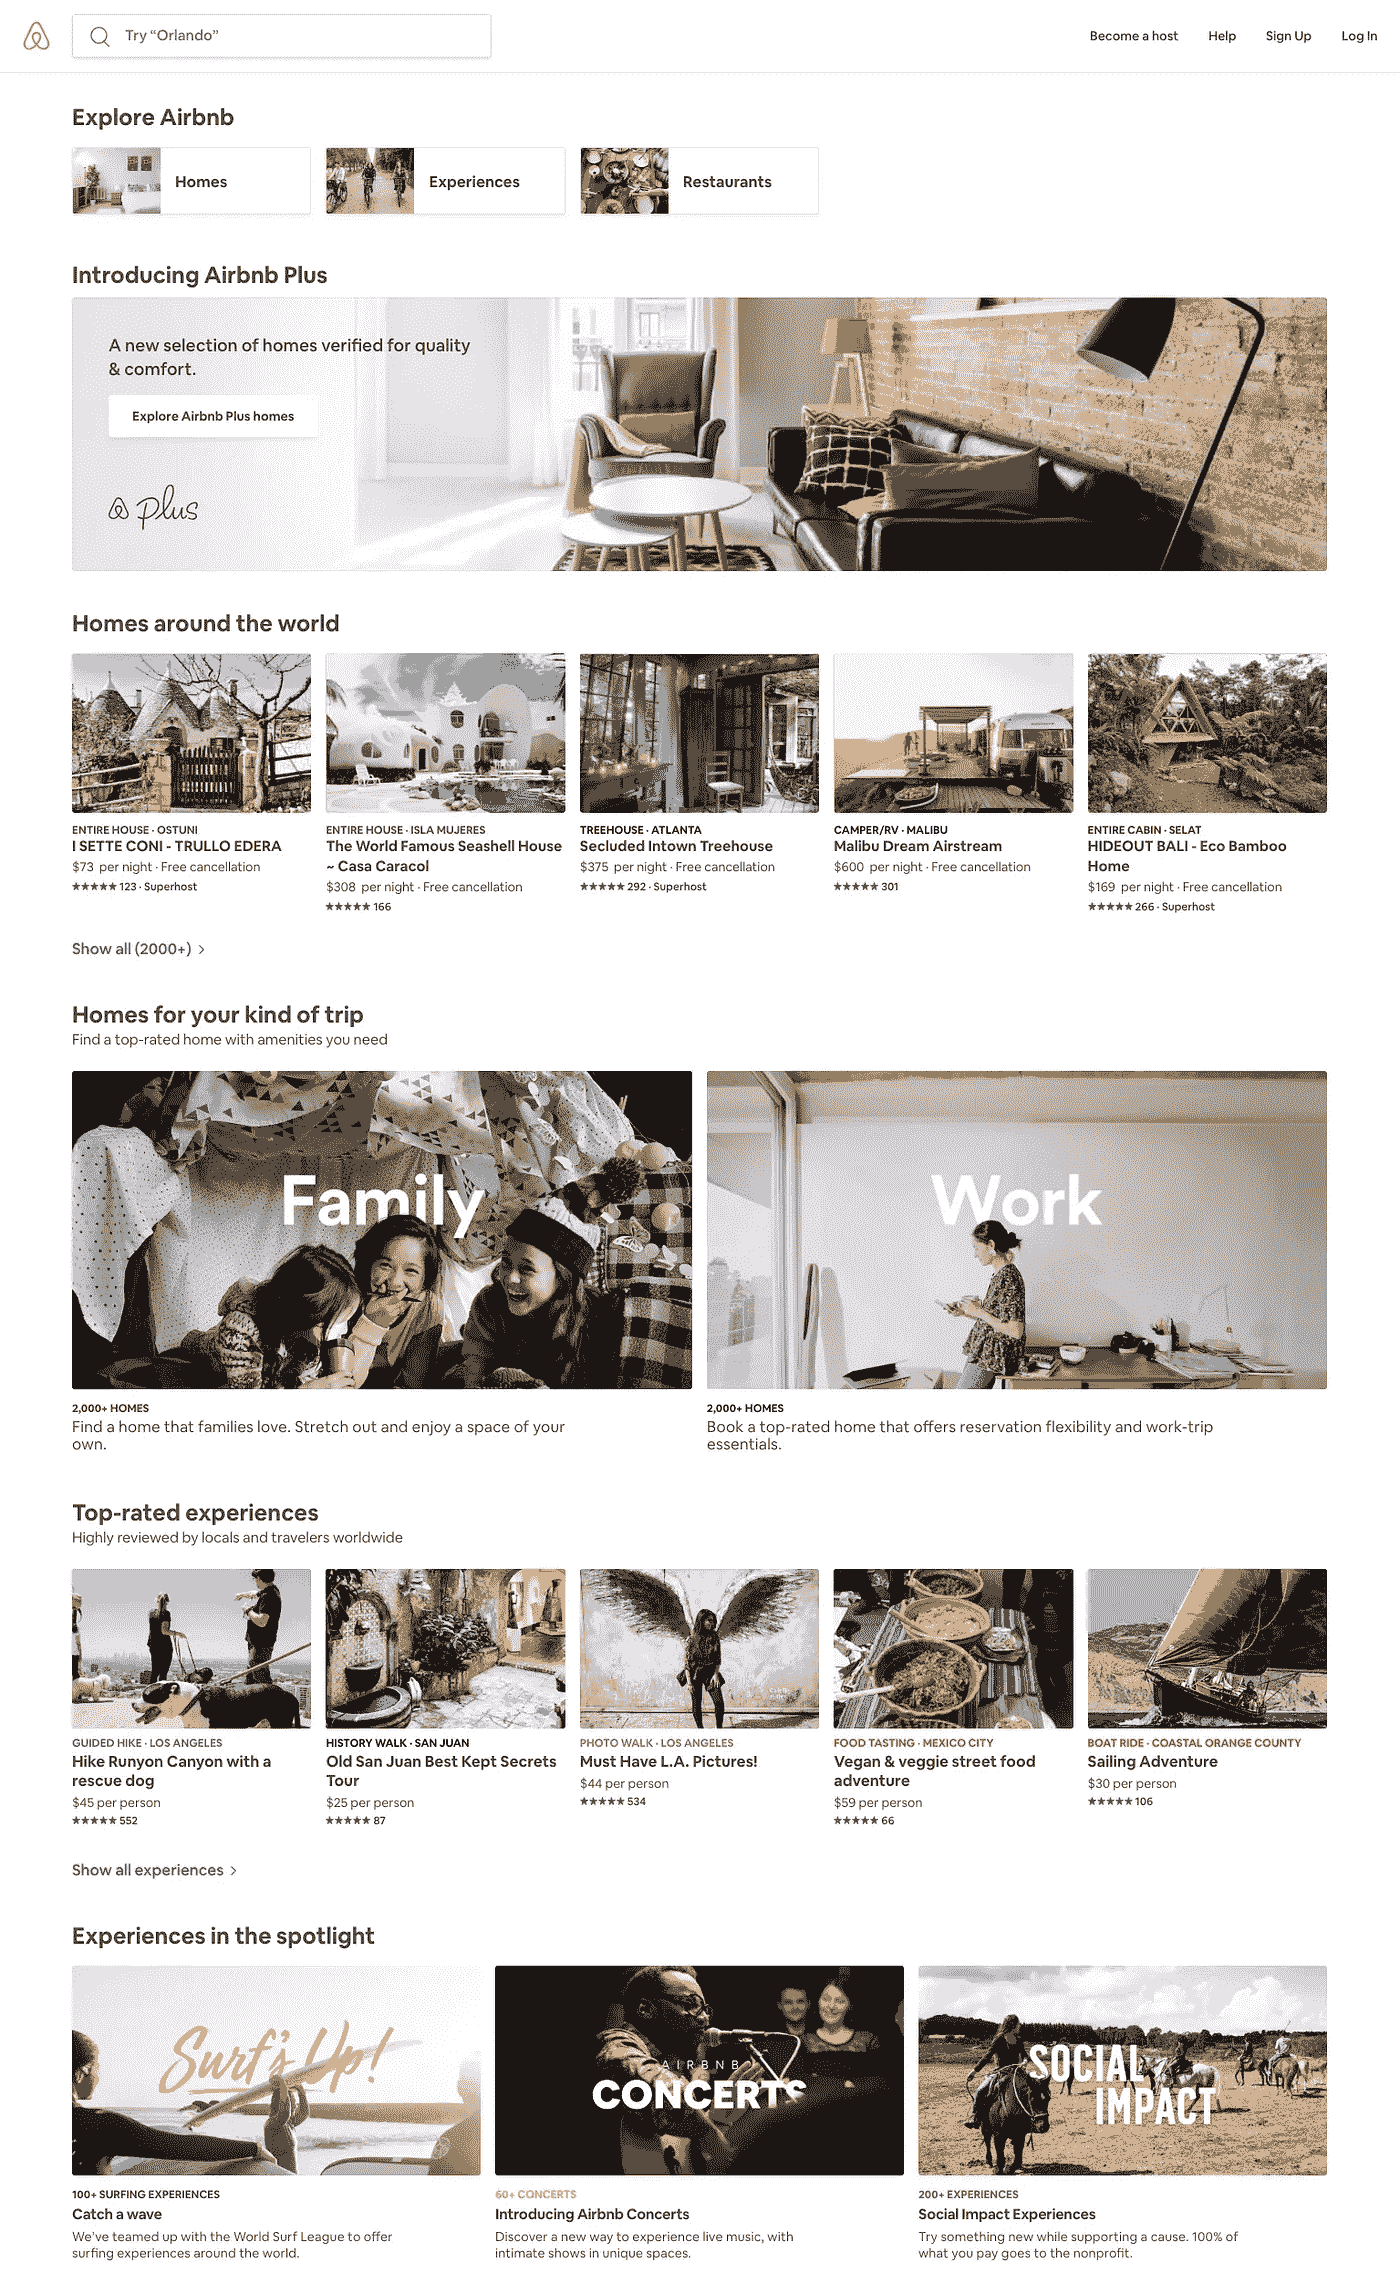 Try “Orlando”
Become a host
Help
Sign Up
Log In
Explore Airbnb
Homes
Experiences
Restaurants
Introducing Airbnb Plus
A new selection of homes verified for quality
& comfort.
Explore Airbnb Plus homes
Plus
Homes around the world
ENTIRE HOUSE · OSTUNI
I SETTE CONI - TRULLO EDERA
$73 per night · Free cancellation
★★★★★ 123 · Superhost
ENTIRE HOUSE · ISLA MUJERES
The World Famous Seashell House
~ Casa Caracol
$308 per night · Free cancellation
★★★★★ 166
TREEHOUSE · ATLANTA
Secluded Intown Treehouse
$375 per night · Free cancellation
★★★★★ 292 · Superhost
CAMPER/RV · MALIBU
Malibu Dream Airstream
$600 per night · Free cancellation
★★★★★ 301
ENTIRE CABIN · SELAT
HIDEOUT BALI - Eco Bamboo
Home
$169 per night · Free cancellation
★★★★★ 266 · Superhost
Show all (2000+) >
Homes for your kind of trip
Find a top-rated home with amenities you need
Family
2,000+ HOMES
Find a home that families love. Stretch out and enjoy a space of your
own.
Work
2,000+ HOMES
Book a top-rated home that offers reservation flexibility and work-trip
essentials.
Top-rated experiences
Highly reviewed by locals and travelers worldwide
GUIDED HIKE · LOS ANGELES
Hike Runyon Canyon with a
rescue dog
$45 per person
★★★★★ 552
HISTORY WALK · SAN JUAN
Old San Juan Best Kept Secrets
Tour
$25 per person
★★★★★ 87
PHOTO WALK · LOS ANGELES
Must Have L.A. Pictures!
$44 per person
★★★★★ 534
FOOD TASTING · MEXICO CITY
Vegan & veggie street food
adventure
$59 per person
★★★★★ 66
BOAT RIDE · COASTAL ORANGE COUNTY
Sailing Adventure
$30 per person
★★★★★ 106
Show all experiences >
Experiences in the spotlight
Surf's Up!
100+ SURFING EXPERIENCES
Catch a wave
We've teamed up with the World Surf League to offer
surfing experiences around the world.
AIRBNB
CONCERTS
60+ CONCERTS
Introducing Airbnb Concerts
Discover a new way to experience live music, with
intimate shows in unique spaces.
SOCIAL
IMPACT
200+ EXPERIENCES
Social Impact Experiences
Try something new while supporting a cause. 100% of
what you pay goes to the nonprofit.